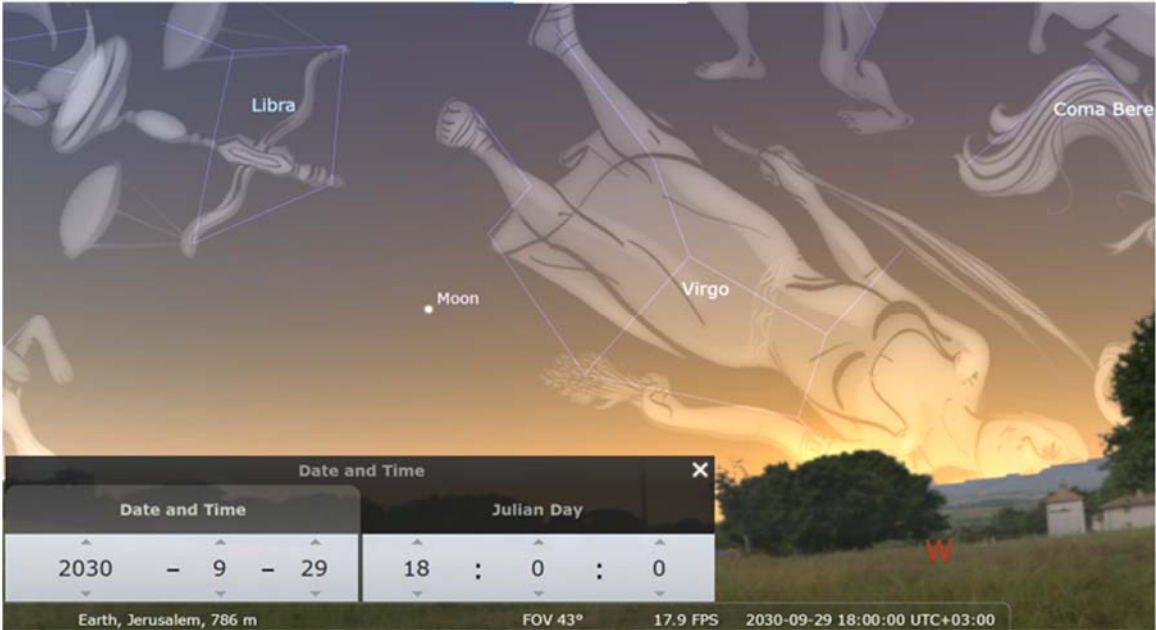 Libra
Coma Bere
Virgo
Moon
Date and Time
Date and Time
Julian Day
2030 – 9 – 29
18 : 0 : 0
W
Earth, Jerusalem, 786 m
FOV 43°
17.9 FPS
2030-09-29 18:00:00 UTC+03:00